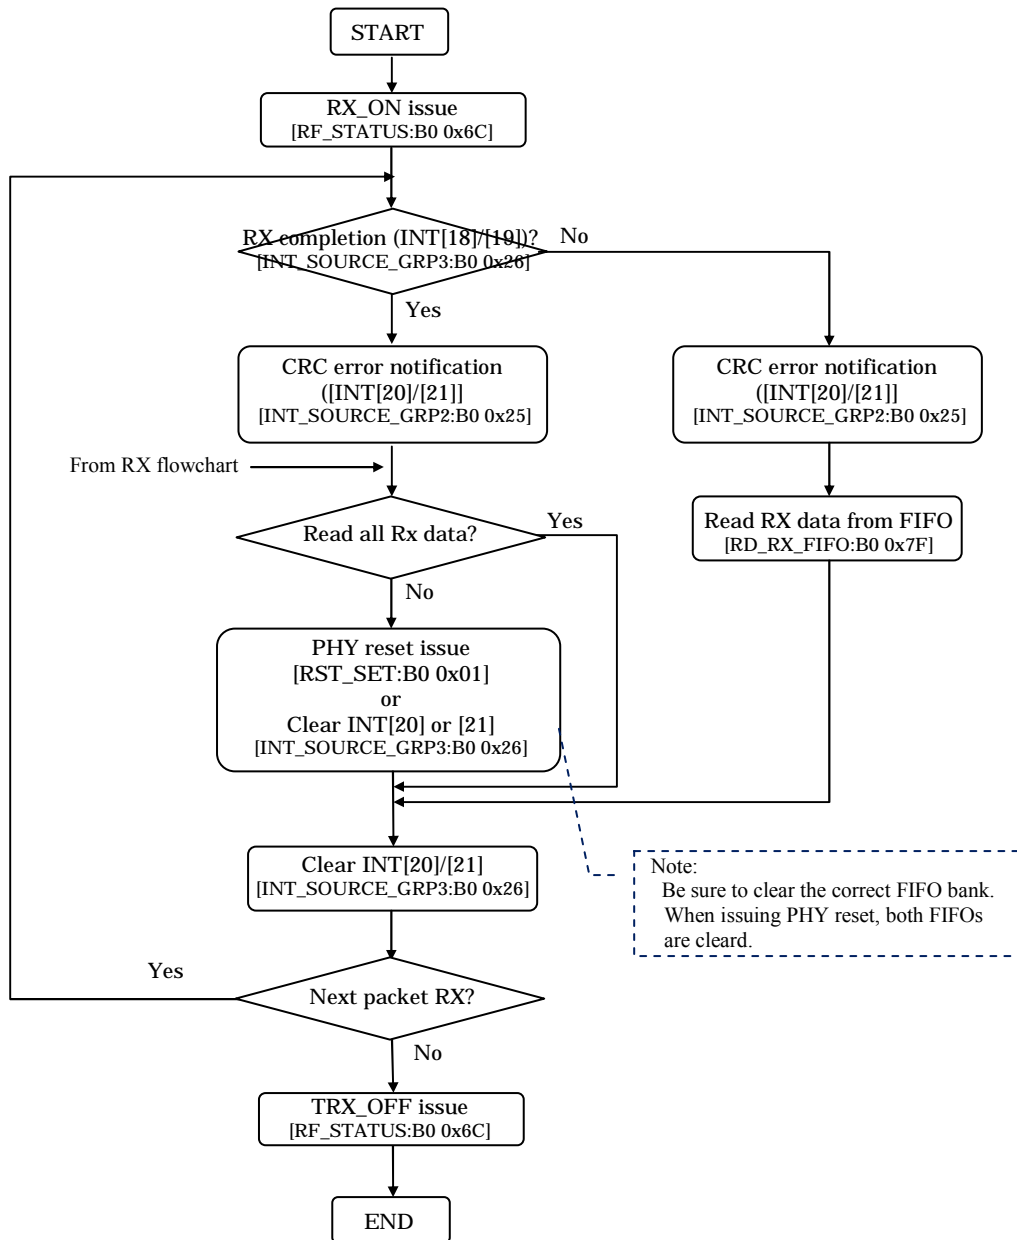 START
RX_ON issue
[RF_STATUS:B0 0x6C]
RX completion (INT[18]/[19])?
[INT_SOURCE_GRP3:B0 0x26]
No
Yes
CRC error notification
([INT[20]/[21]]
[INT_SOURCE_GRP2:B0 0x25]
CRC error notification
([INT[20]/[21]]
[INT_SOURCE_GRP2:B0 0x25]
From RX flowchart
Read all Rx data?
Yes
No
Read RX data from FIFO
[RD_RX_FIFO:B0 0x7F]
PHY reset issue
[RST_SET:B0 0x01]
or
Clear INT[20] or [21]
[INT_SOURCE_GRP3:B0 0x26]
Clear INT[20]/[21]
[INT_SOURCE_GRP3:B0 0x26]
Note:
Be sure to clear the correct FIFO bank.
When issuing PHY reset, both FIFOs
are cleard.
Yes
Next packet RX?
No
TRX_OFF issue
[RF_STATUS:B0 0x6C]
END